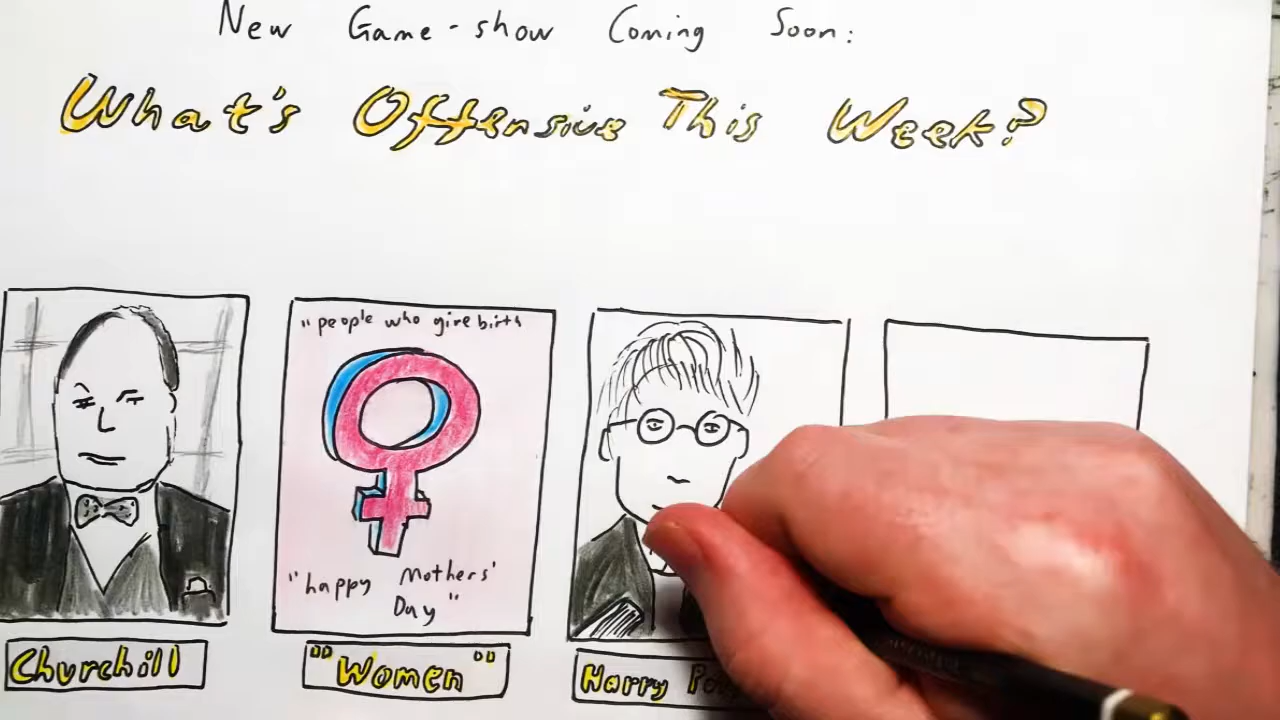 New Game-show Coming Soon:
What's Offensive This Week?
"people who give birth
"happy Mothers'
Day"
Churchill
"Women"
Harry